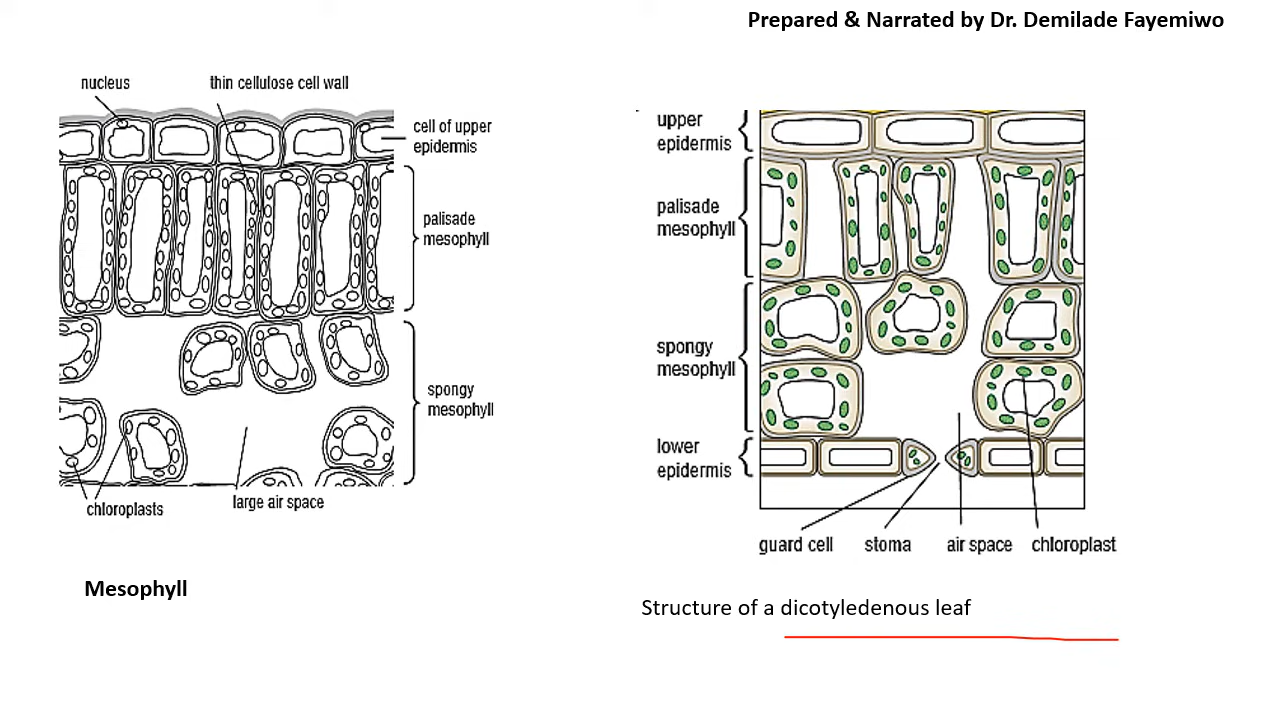 Prepared & Narrated by Dr. Demilade Fayemiwo
nucleus
thin cellulose cell wall
cell of upper
epidermis
palisade
mesophyll
spongy
mesophyll
chloroplasts
large air space
Mesophyll
upper
epidermis
palisade
mesophyll
spongy
mesophyll
lower
epidermis
guard cell
stoma
air space
chloroplast
Structure of a dicotyledenous leaf